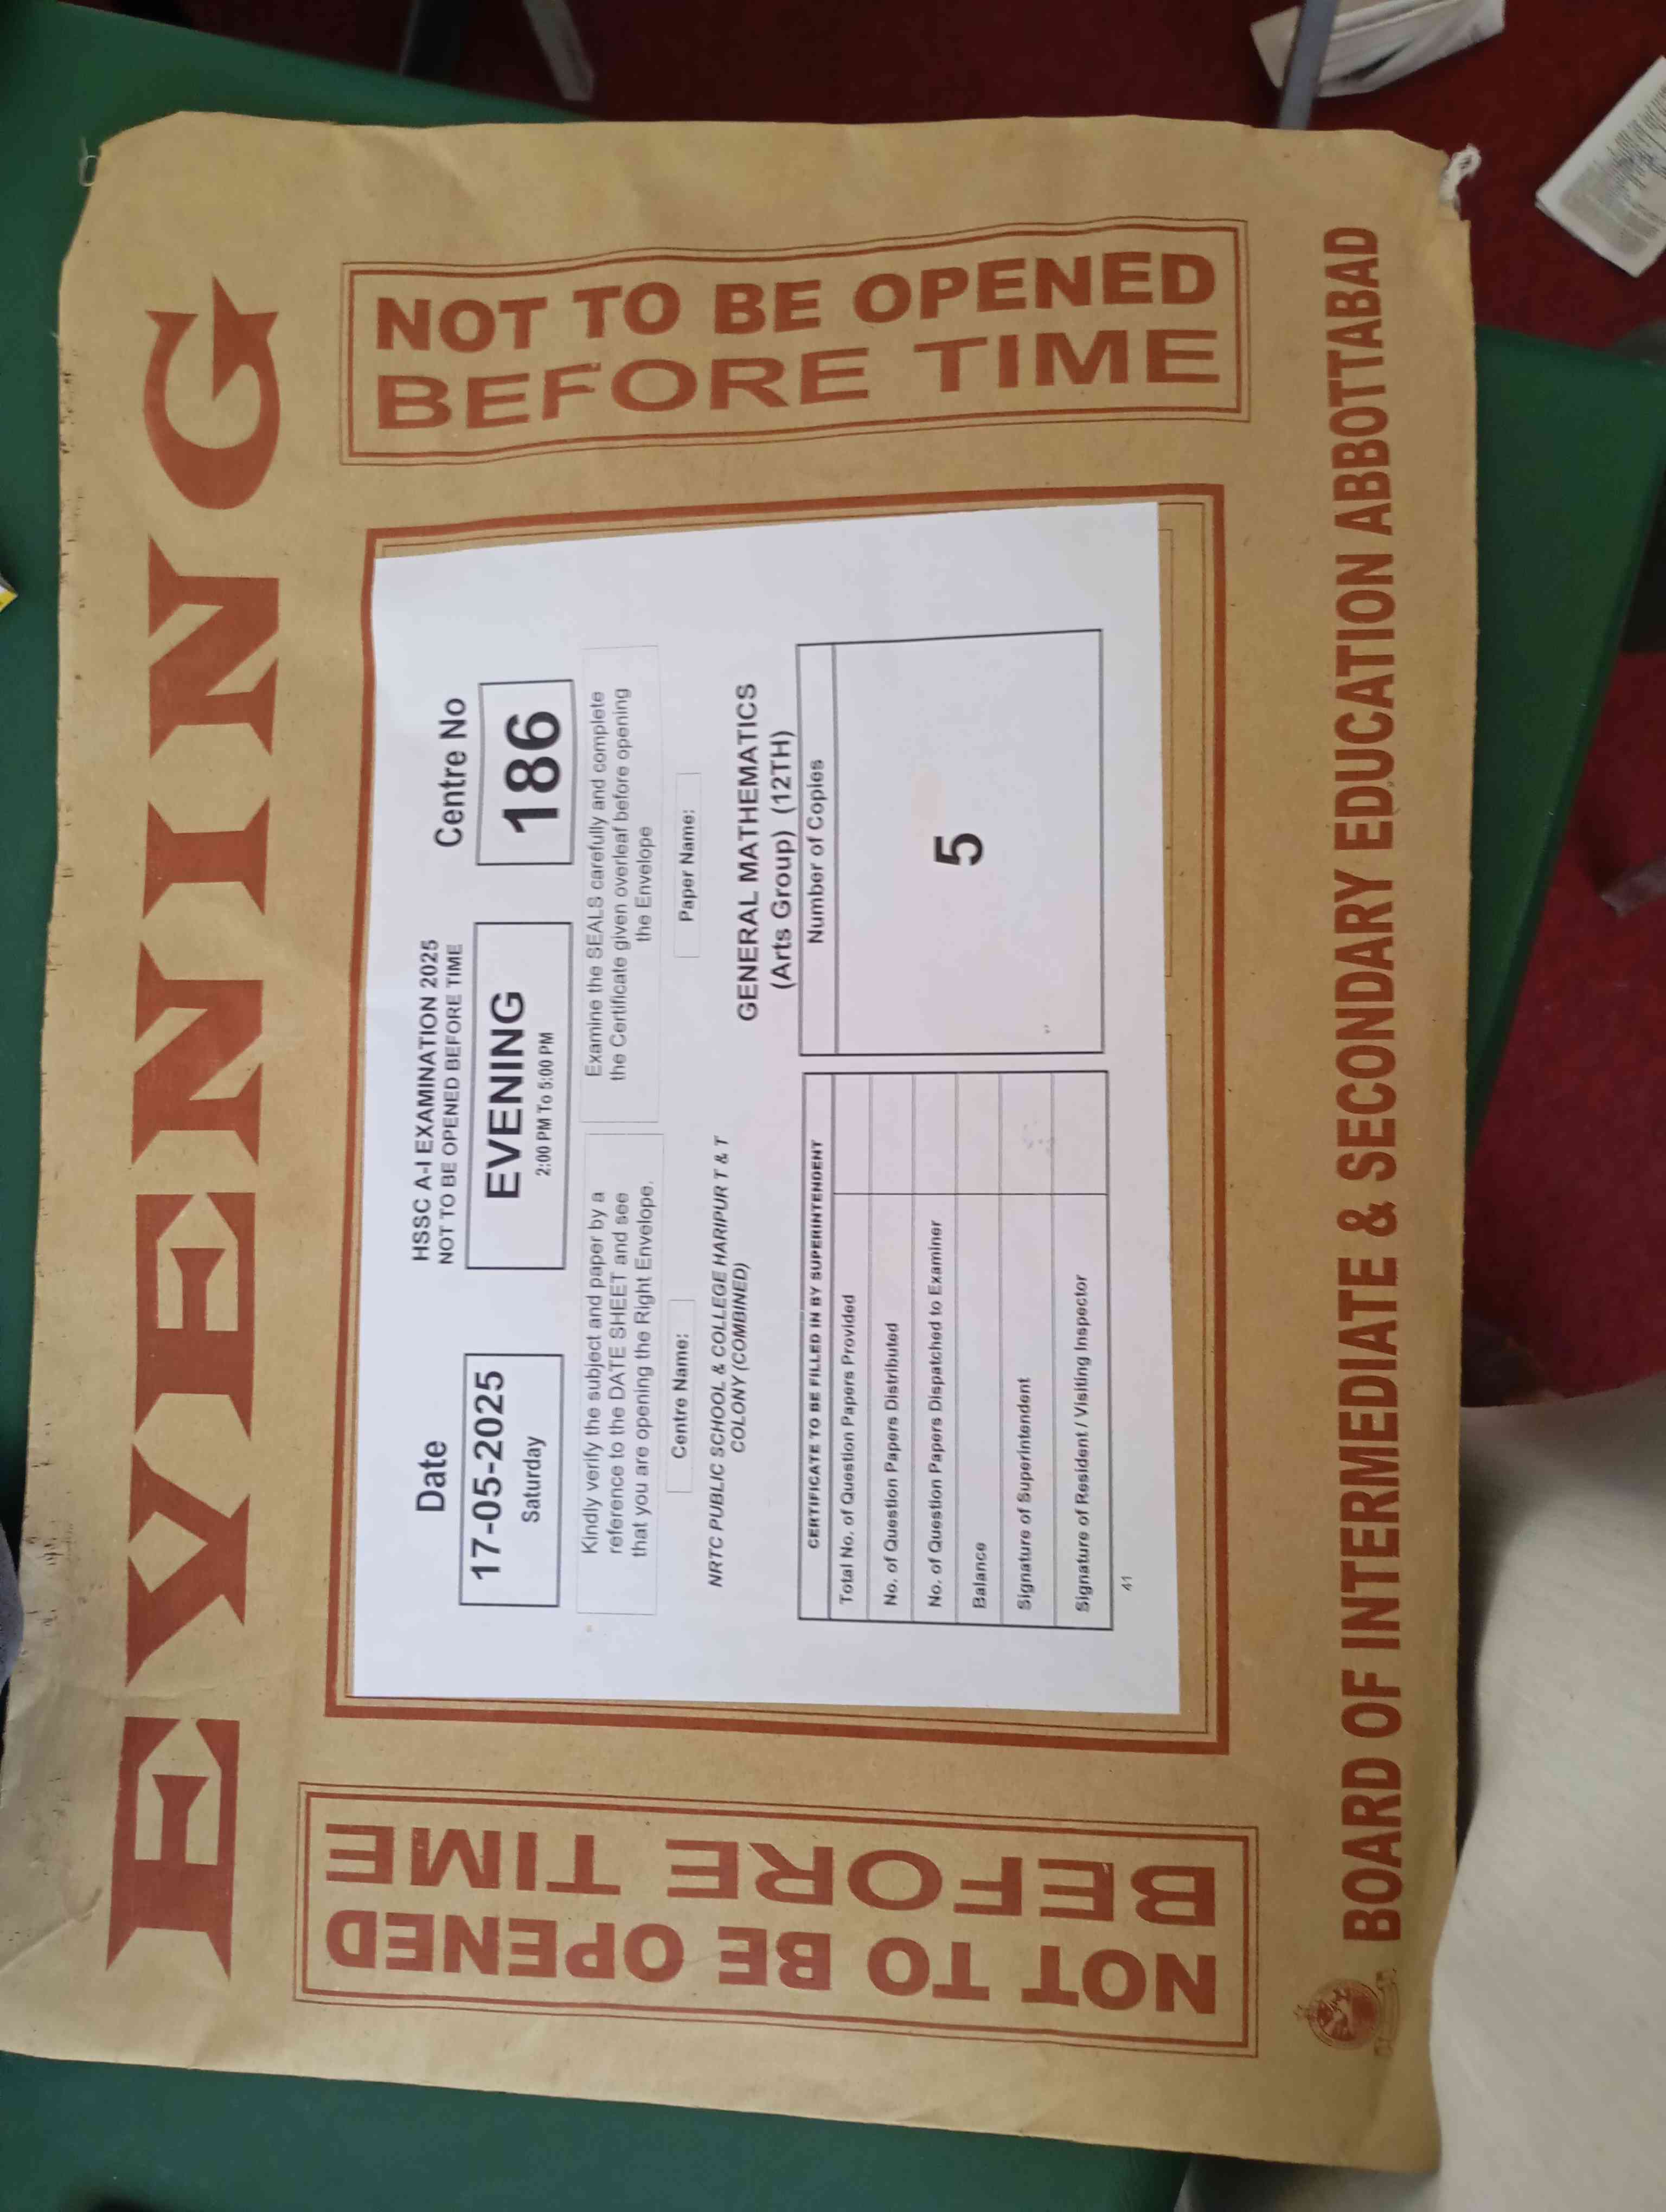 EVENING
NOT TO BE OPENED
BEFORE TIME
HSSC A-I EXAMINATION 2025
NOT TO BE OPENED BEFORE TIME
Date
17-05-2025
Saturday
EVENING
2:00 PM To 5:00 PM
Centre No
186
Kindly verify the subject and paper by a
reference to the DATE SHEET and see
that you are opening the Right Envelope.
Examine the SEALS carefully and complete
the Certificate given overleaf before opening
the Envelope
Centre Name:
NRTC PUBLIC SCHOOL & COLLEGE HARIPUR T & T
COLONY (COMBINED)
Paper Name:
GENERAL MATHEMATICS
(Arts Group) (12TH)
CERTIFICATE TO BE FILLED IN BY SUPERINTENDENT
Total No. of Question Papers Provided
No. of Question Papers Distributed
No. of Question Papers Dispatched to Examiner
Balance
Signature of Superintendent
Signature of Resident / Visiting Inspector
Number of Copies
5
41
NOT TO BE OPENED
BEFORE TIME
BOARD OF INTERMEDIATE & SECONDARY EDUCATION ABBOTTABAD